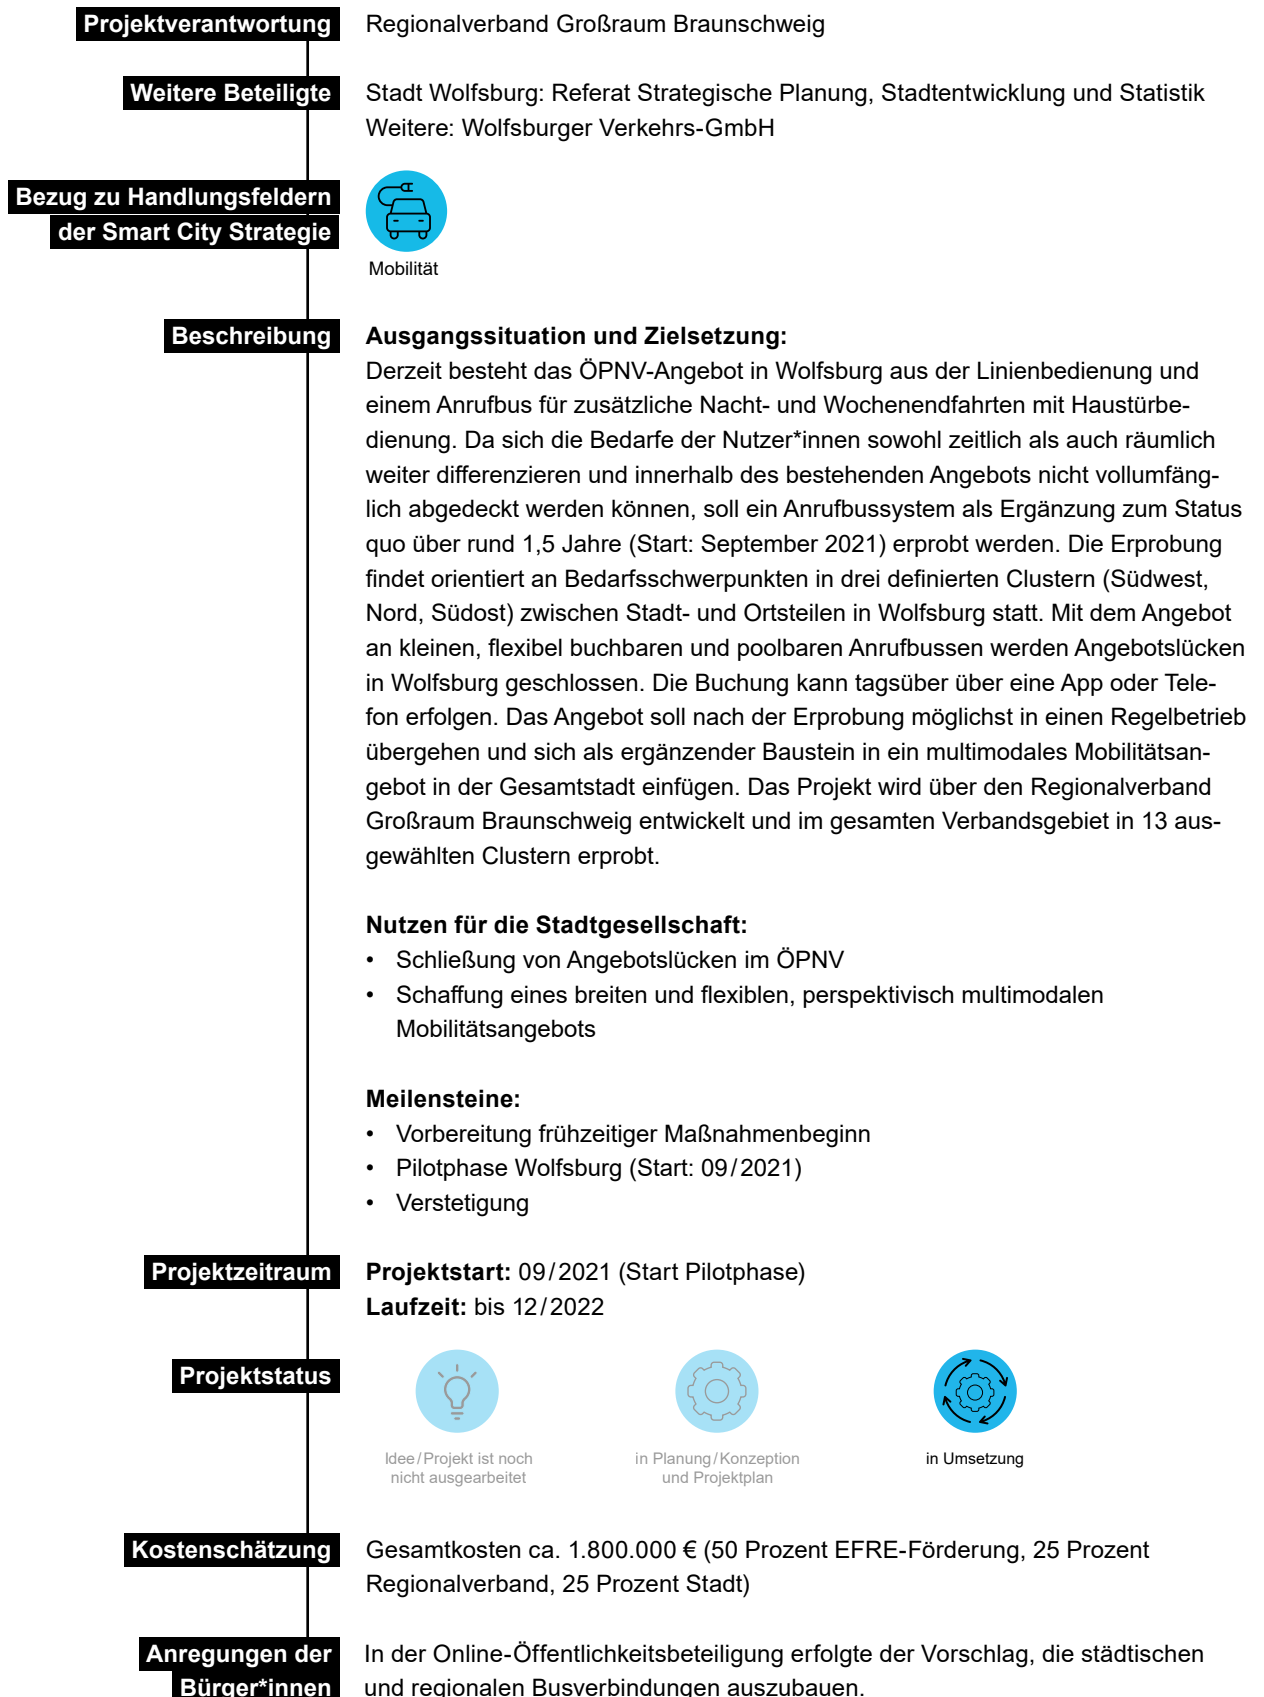 Projektverantwortung
Regionalverband Großraum Braunschweig
Weitere Beteiligte
Stadt Wolfsburg: Referat Strategische Planung, Stadtentwicklung und Statistik
Weitere: Wolfsburger Verkehrs-GmbH
Bezug zu Handlungsfeldern
der Smart City Strategie
Mobilität
Beschreibung
Ausgangssituation und Zielsetzung:
Derzeit besteht das ÖPNV-Angebot in Wolfsburg aus der Linienbedienung und
einem Anrufbus für zusätzliche Nacht- und Wochenendfahrten mit Haustürbe-
dienung. Da sich die Bedarfe der Nutzer*innen sowohl zeitlich als auch räumlich
weiter differenzieren und innerhalb des bestehenden Angebots nicht vollumfäng-
lich abgedeckt werden können, soll ein Anrufbussystem als Ergänzung zum Status
quo über rund 1,5 Jahre (Start: September 2021) erprobt werden. Die Erprobung
findet orientiert an Bedarfsschwerpunkten in drei definierten Clustern (Südwest,
Nord, Südost) zwischen Stadt- und Ortsteilen in Wolfsburg statt. Mit dem Angebot
an kleinen, flexibel buchbaren und poolbaren Anrufbussen werden Angebotslücken
in Wolfsburg geschlossen. Die Buchung kann tagsüber über eine App oder Tele-
fon erfolgen. Das Angebot soll nach der Erprobung möglichst in einen Regelbetrieb
übergehen und sich als ergänzender Baustein in ein multimodales Mobilitätsan-
gebot in der Gesamtstadt einfügen. Das Projekt wird über den Regionalverband
Großraum Braunschweig entwickelt und im gesamten Verbandsgebiet in 13 aus-
gewählten Clustern erprobt.
Nutzen für die Stadtgesellschaft:
• Schließung von Angebotslücken im ÖPNV
• Schaffung eines breiten und flexiblen, perspektivisch multimodalen
Mobilitätsangebots
Meilensteine:
• Vorbereitung frühzeitiger Maßnahmenbeginn
• Pilotphase Wolfsburg (Start: 09/2021)
• Verstetigung
Projektzeitraum
Projektstart: 09/2021 (Start Pilotphase)
Laufzeit: bis 12/2022
Projektstatus
Idee/Projekt ist noch
nicht ausgearbeitet
in Planung/Konzeption
und Projektplan
in Umsetzung
Kostenschätzung
Gesamtkosten ca. 1.800.000 € (50 Prozent EFRE-Förderung, 25 Prozent
Regionalverband, 25 Prozent Stadt)
Anregungen der
Bürger*innen
In der Online-Öffentlichkeitsbeteiligung erfolgte der Vorschlag, die städtischen
und regionalen Busverbindungen auszubauen.